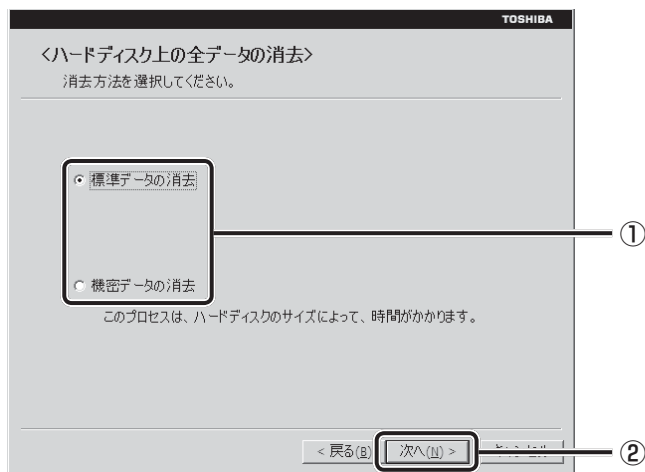 TOSHIBA
<ハードディスク上の全データの消去>
消去方法を選択してください。
標準データの消去
①
機密データの消去
このプロセスは、ハードディスクのサイズによって、時間がかかります。
< 戻る(B) 次へ(N) >
②